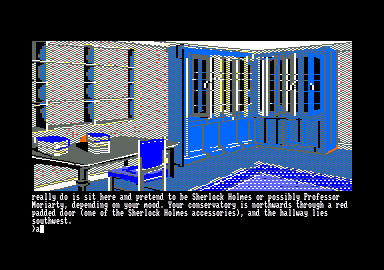 really do is sit here and pretend to be Sherlock Holmes or possibly Professor
Moriarty, depending on your mood. Your conservatory is northwards through a red
padded door (one of the Sherlock Holmes accessories), and the hallway lies
southwest.
>a